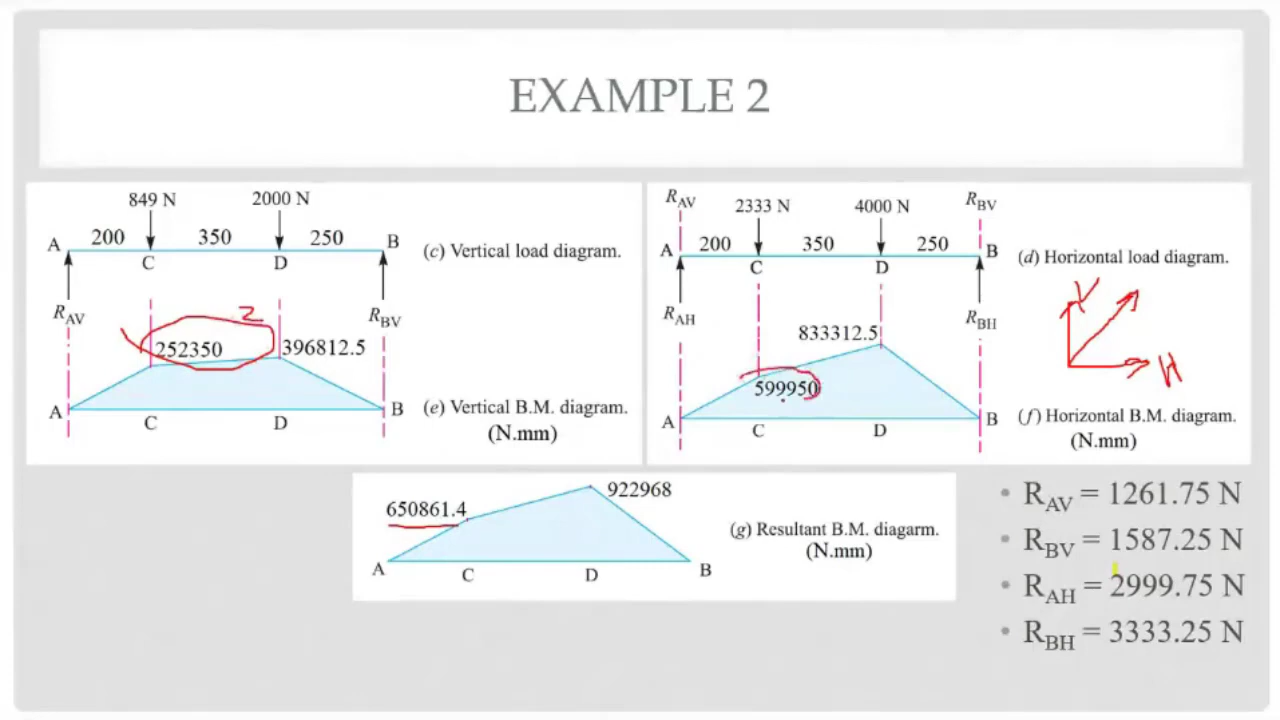 EXAMPLE 2
849 N 2000 N
A 200 350 250 B
C D
(c) Vertical load diagram.
R_AV R_BV
2
252350 396812.5
A B
C D
(e) Vertical B.M. diagram.
(N.mm)
R_AV R_BV
2333 N 4000 N
A 200 350 250 B
C D
(d) Horizontal load diagram.
R_AH R_BH
V
H
833312.5
599950
A B
C D
(f) Horizontal B.M. diagram.
(N.mm)
650861.4 922968
A B
C D
(g) Resultant B.M. diagarm.
(N.mm)
• R_AV = 1261.75 N
• R_BV = 1587.25 N
• R_AH = 2999.75 N
• R_BH = 3333.25 N